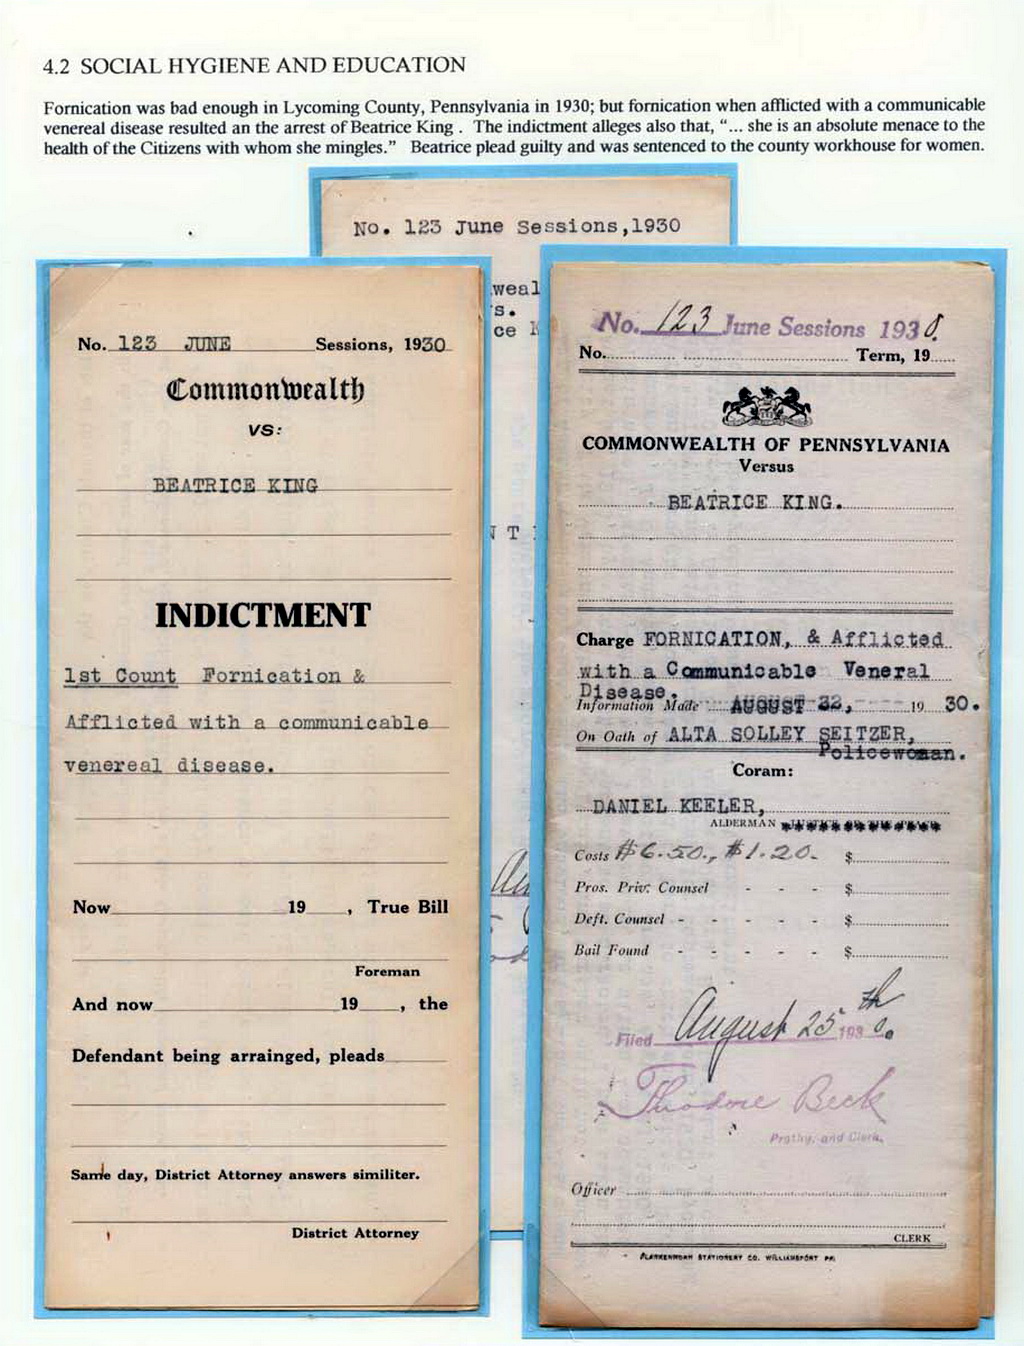 4.2 SOCIAL HYGIENE AND EDUCATION
Fornication was bad enough in Lycoming County, Pennsylvania in 1930; but fornication when afflicted with a communicable
venereal disease resulted an the arrest of Beatrice King . The indictment alleges also that, "... she is an absolute menace to the
health of the Citizens with whom she mingles." Beatrice plead guilty and was sentenced to the county workhouse for women.
No. 123 June Sessions,1930
weal
s.
ce
N T
No. 123 JUNE Sessions, 1930
Commonwealth
VS:
BEATRICE KING
INDICTMENT
1st Count Fornication &
Afflicted with a communicable
venereal disease.
Now 19 , True Bill
Foreman
And now 19 , the
Defendant being arrainged, pleads
Same day, District Attorney answers similiter.
District Attorney
No. 123 June Sessions 1930.
No. Term, 19
COMMONWEALTH OF PENNSYLVANIA
Versus
BEATRICE KING.
Charge FORNICATION, & Afflicted
with a Communicable Veneral
Disease.
Information Made AUGUST 22, 19 30.
On Oath of ALTA SOLLEY SEITZER,
Policewoman.
Coram:
DANIEL KEELER,
ALDERMAN
Costs $6.50., $1.20. $
Pros. Priv. Counsel - - - $
Deft. Counsel - - - - - $
Bail Found - - - - - $
Filed August 25th 1930.
Theodore Beck
Prothy. and Clerk.
Officer
CLERK
PLANKENHORN STATIONERY CO. WILLIAMSPORT PA.